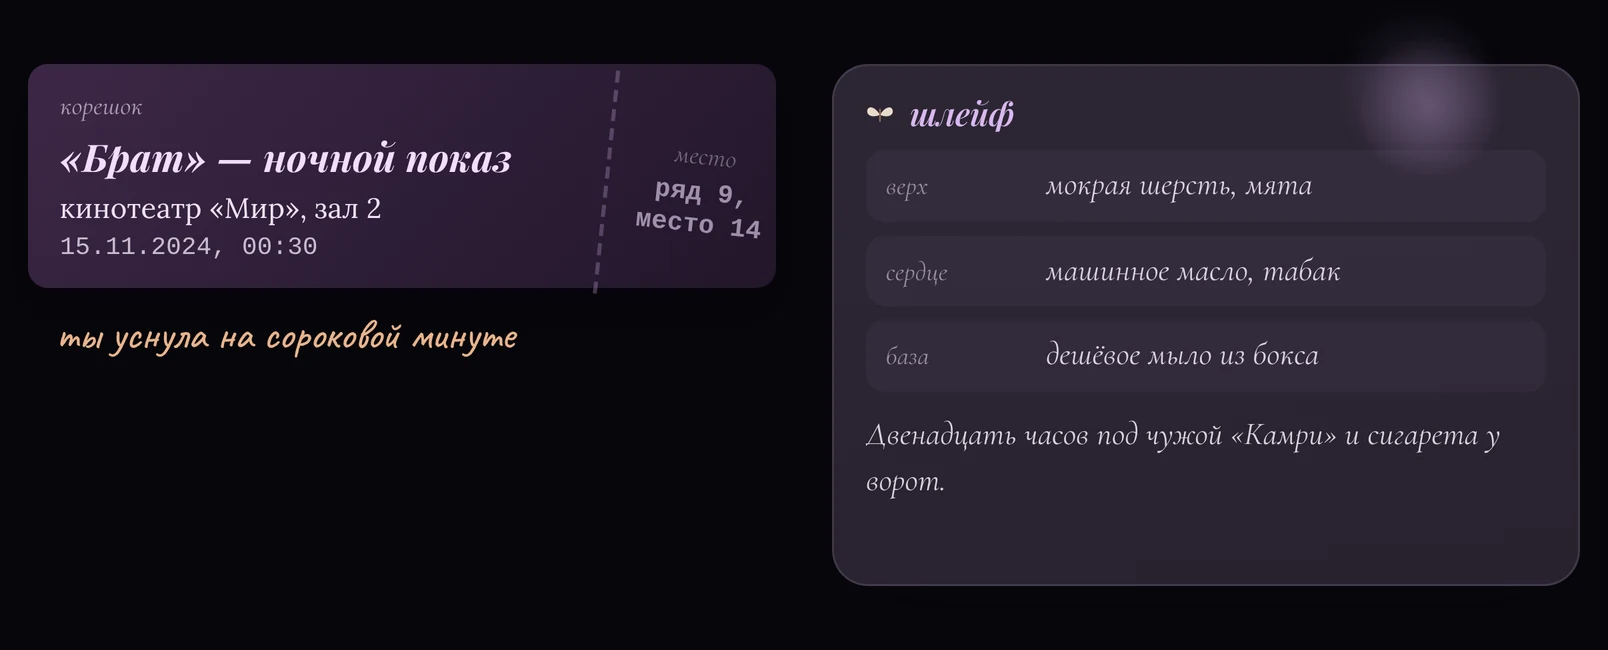 корешок
«Брат» — ночной показ
кинотеатр «Мир», зал 2
15.11.2024, 00:30
место
ряд 9,
место 14
ты уснула на сороковой минуте
шлейф
верх мокрая шерсть, мята
сердце машинное масло, табак
база дешёвое мыло из бокса
Двенадцать часов под чужой «Камри» и сигарета у
ворот.